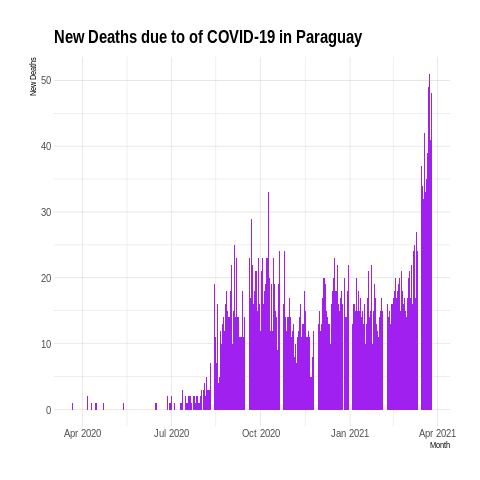 New Deaths due to of COVID-19 in Paraguay
New Deaths
50
40
30
20
10
0
Apr 2020 Jul 2020 Oct 2020 Jan 2021 Apr 2021
Month